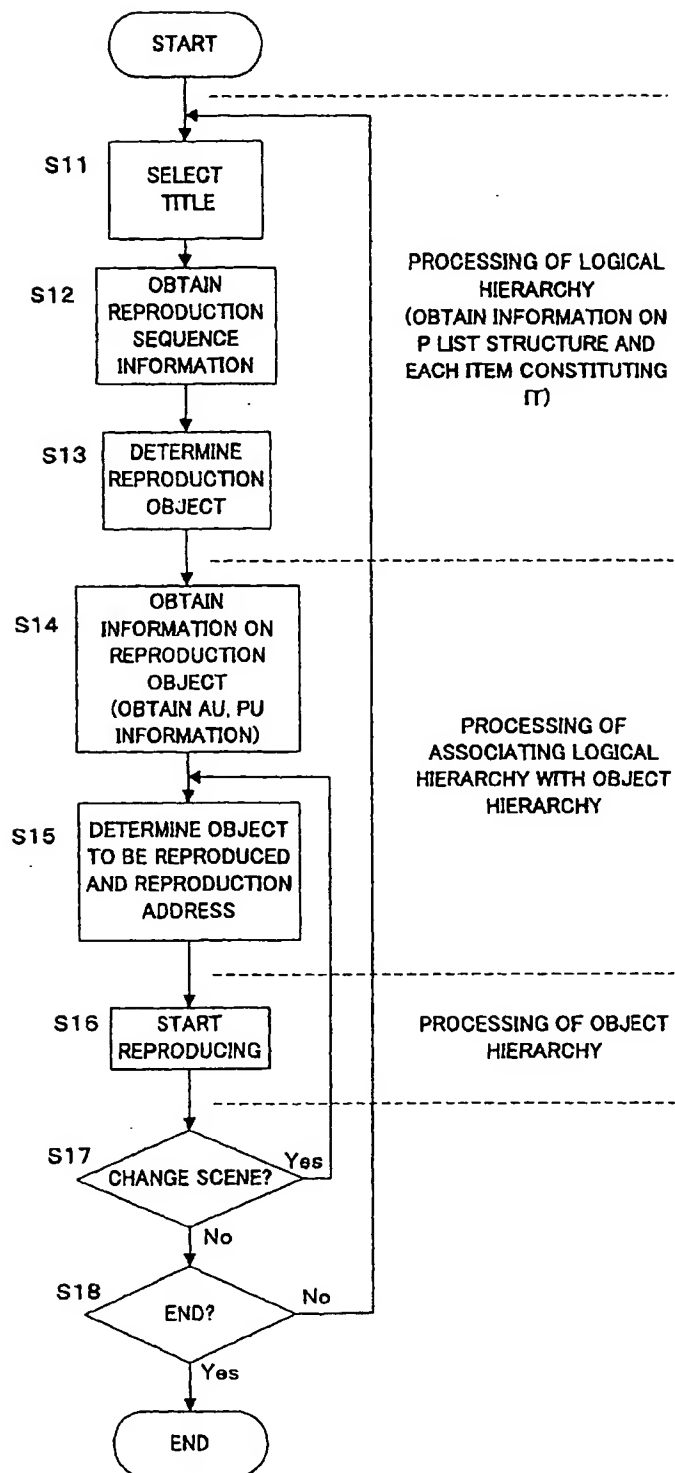 START
S11
SELECT
TITLE
S12
OBTAIN
REPRODUCTION
SEQUENCE
INFORMATION
PROCESSING OF LOGICAL
HIERARCHY
(OBTAIN INFORMATION ON
P LIST STRUCTURE AND
EACH ITEM CONSTITUTING
IT)
S13
DETERMINE
REPRODUCTION
OBJECT
S14
OBTAIN
INFORMATION ON
REPRODUCTION
OBJECT
(OBTAIN AU, PU
INFORMATION)
PROCESSING OF
ASSOCIATING LOGICAL
HIERARCHY WITH OBJECT
HIERARCHY
S15
DETERMINE OBJECT
TO BE REPRODUCED
AND REPRODUCTION
ADDRESS
S16
START
REPRODUCING
PROCESSING OF OBJECT
HIERARCHY
S17
CHANGE SCENE?
Yes
No
S18
END?
No
Yes
END